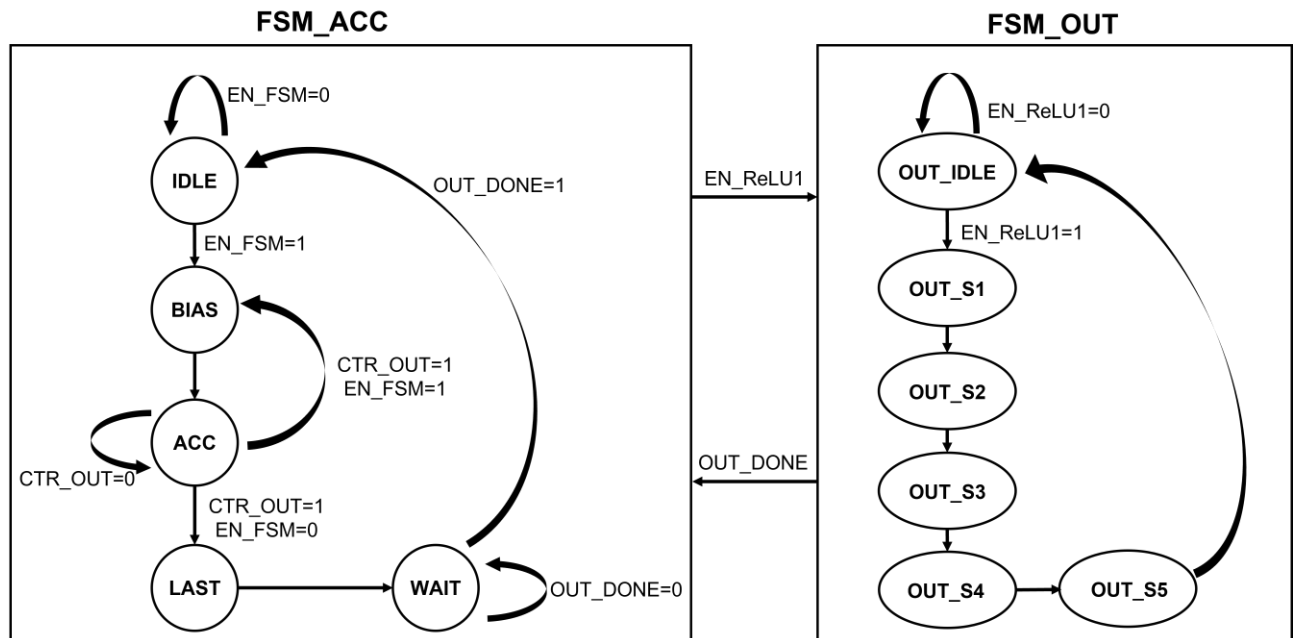 FSM_ACC
EN_FSM=0
IDLE
OUT_DONE=1
EN_FSM=1
BIAS
CTR_OUT=1
EN_FSM=1
ACC
CTR_OUT=0
CTR_OUT=1
EN_FSM=0
LAST
WAIT
OUT_DONE=0
EN_ReLU1
OUT_DONE
FSM_OUT
EN_ReLU1=0
OUT_IDLE
EN_ReLU1=1
OUT_S1
OUT_S2
OUT_S3
OUT_S4
OUT_S5